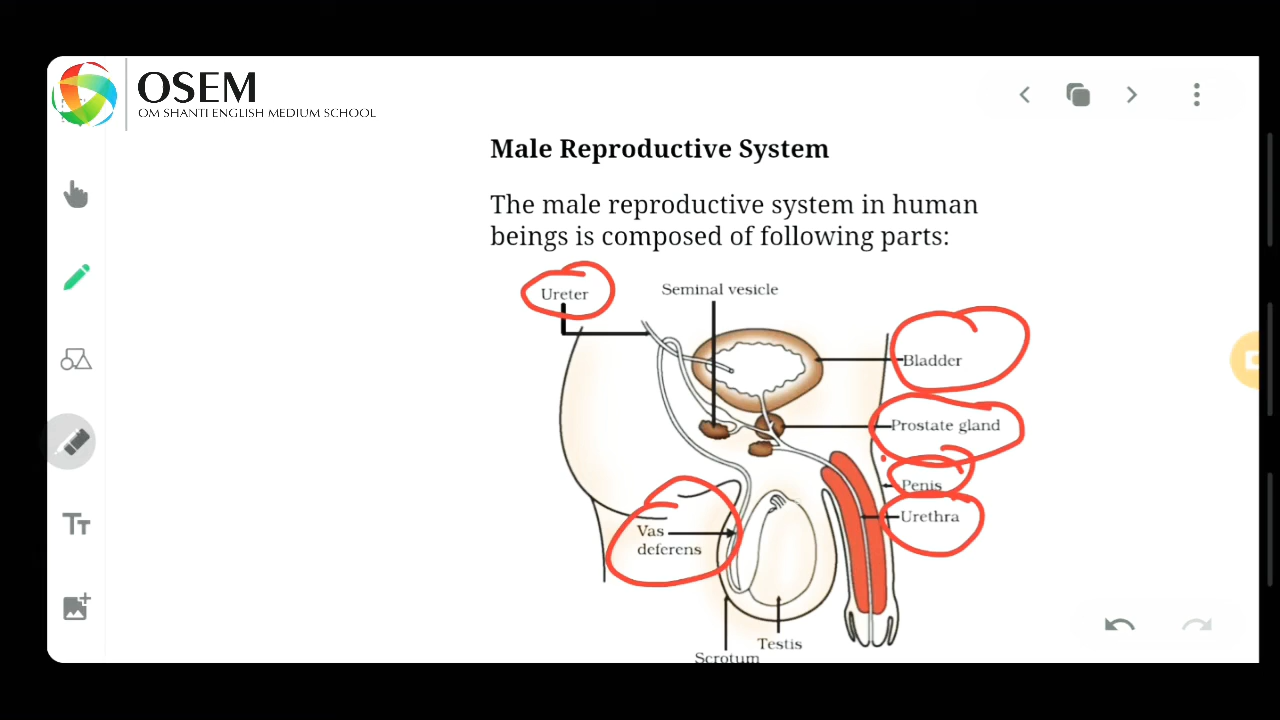 OSEM
OM SHANTI ENGLISH MEDIUM SCHOOL
Male Reproductive System
The male reproductive system in human
beings is composed of following parts:
Ureter
Seminal vesicle
Bladder
Prostate gland
Penis
Urethra
Vas
deferens
Testis
Scrotum
TT